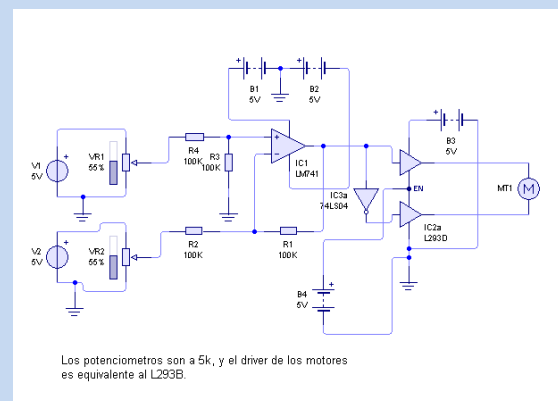 B1
5V
B2
5V
B3
5V
V1
5V
VR1
55%
R4
100K
R3
100K
IC1
LM741
IC3a
74LS04
EN
MT1
M
V2
5V
VR2
55%
R2
100K
R1
100K
IC2a
L293D
B4
5V
Los potenciometros son a 5k, y el driver de los motores
es equivalente al L293B.